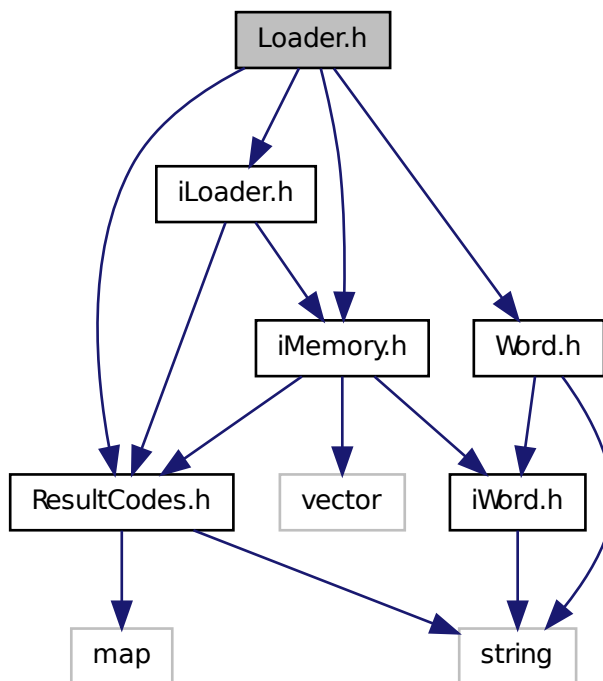 Loader.h
iLoader.h
iMemory.h
Word.h
ResultCodes.h
vector
iWord.h
map
string